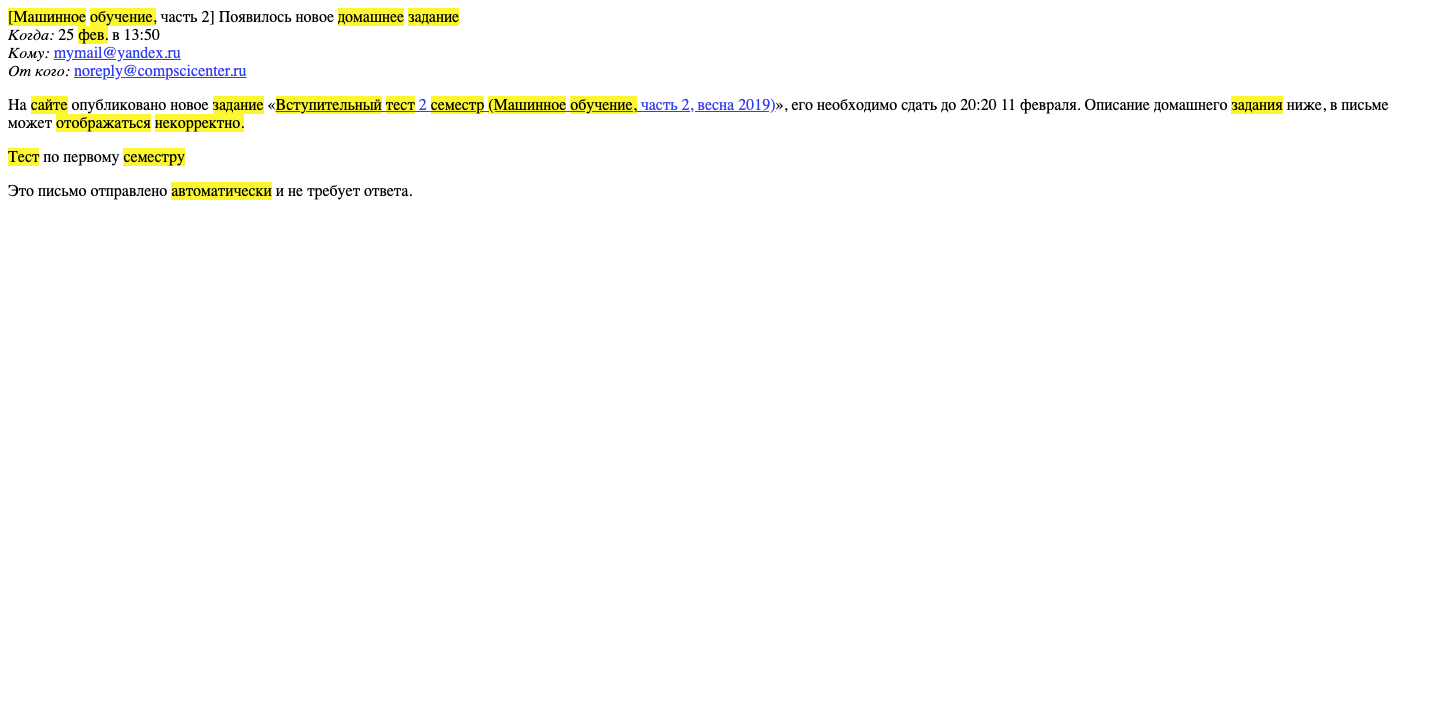 [Машинное обучение, часть 2] Появилось новое домашнее задание
Когда: 25 фев. в 13:50
Кому: mymail@yandex.ru
От кого: noreply@compscicenter.ru
На сайте опубликовано новое задание «Вступительный тест 2 семестр (Машинное обучение, часть 2, весна 2019)», его необходимо сдать до 20:20 11 февраля. Описание домашнего задания ниже, в письме
может отображаться некорректно.
Тест по первому семестру
Это письмо отправлено автоматически и не требует ответа.